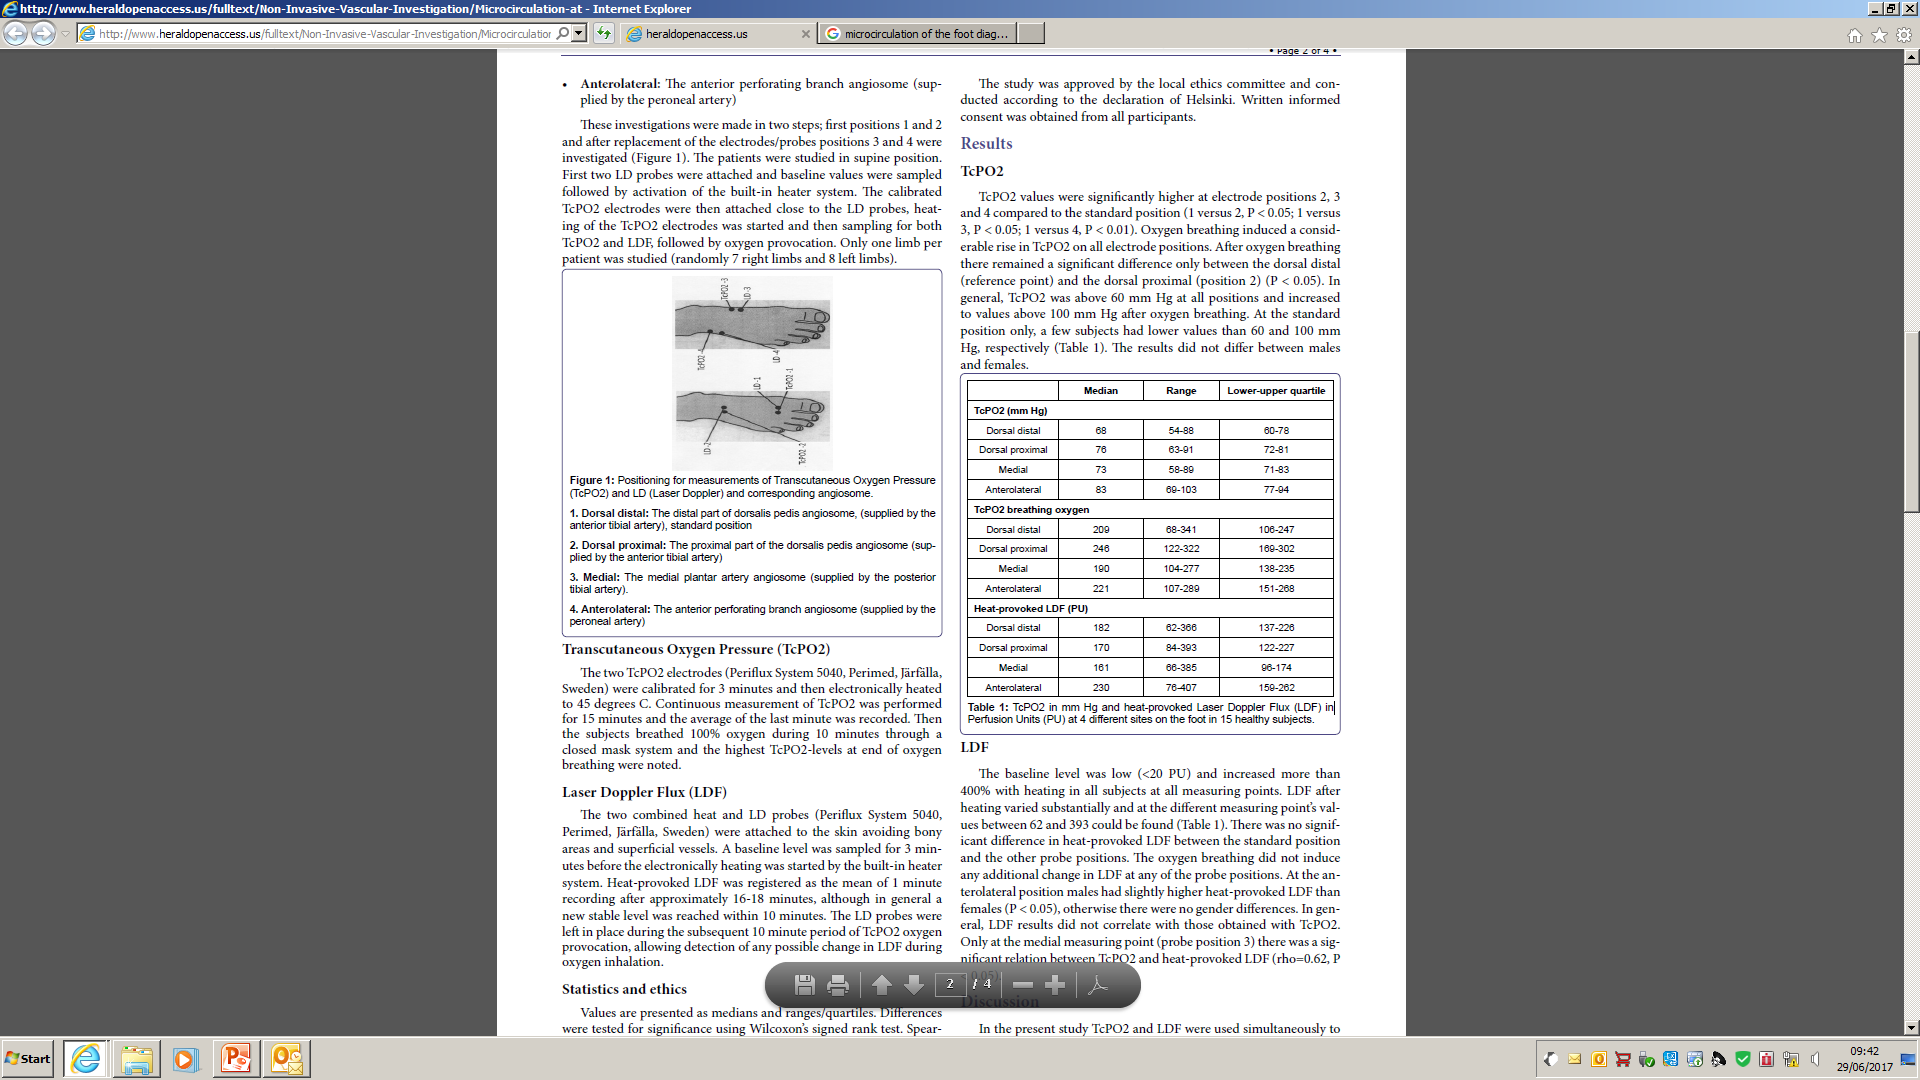 http://www.heraldopenaccess.us/fulltext/Non-Invasive-Vascular-Investigation/Microcirculation-at - Internet Explorer
http://www.heraldopenaccess.us/fulltext/Non-Invasive-Vascular-Investigation/Microcirculation
heraldopenaccess.us
microcirculation of the foot diag...
• Page 2 of 4 •
• Anterolateral: The anterior perforating branch angiosome (sup-
plied by the peroneal artery)
These investigations were made in two steps; first positions 1 and 2
and after replacement of the electrodes/probes positions 3 and 4 were
investigated (Figure 1). The patients were studied in supine position.
First two LD probes were attached and baseline values were sampled
followed by activation of the built-in heater system. The calibrated
TcPO2 electrodes were then attached close to the LD probes, heat-
ing of the TcPO2 electrodes was started and then sampling for both
TcPO2 and LDF, followed by oxygen provocation. Only one limb per
patient was studied (randomly 7 right limbs and 8 left limbs).
TcPO2-3
LD-3
TcPO2-4
LD-4
LD-1
TcPO2-1
LD-2
TcPO2-2
Figure 1: Positioning for measurements of Transcutaneous Oxygen Pressure
(TcPO2) and LD (Laser Doppler) and corresponding angiosome.
1. Dorsal distal: The distal part of dorsalis pedis angiosome, (supplied by the
anterior tibial artery), standard position
2. Dorsal proximal: The proximal part of the dorsalis pedis angiosome (sup-
plied by the anterior tibial artery)
3. Medial: The medial plantar artery angiosome (supplied by the posterior
tibial artery).
4. Anterolateral: The anterior perforating branch angiosome (supplied by the
peroneal artery)
Transcutaneous Oxygen Pressure (TcPO2)
The two TcPO2 electrodes (Periflux System 5040, Perimed, Järfälla,
Sweden) were calibrated for 3 minutes and then electronically heated
to 45 degrees C. Continuous measurement of TcPO2 was performed
for 15 minutes and the average of the last minute was recorded. Then
the subjects breathed 100% oxygen during 10 minutes through a
closed mask system and the highest TcPO2-levels at end of oxygen
breathing were noted.
Laser Doppler Flux (LDF)
The two combined heat and LD probes (Periflux System 5040,
Perimed, Järfälla, Sweden) were attached to the skin avoiding bony
areas and superficial vessels. A baseline level was sampled for 3 min-
utes before the electronically heating was started by the built-in heater
system. Heat-provoked LDF was registered as the mean of 1 minute
recording after approximately 16-18 minutes, although in general a
new stable level was reached within 10 minutes. The LD probes were
left in place during the subsequent 10 minute period of TcPO2 oxygen
provocation, allowing detection of any possible change in LDF during
oxygen inhalation.
Statistics and ethics
Values are presented as medians and ranges/quartiles. Differences
were tested for significance using Wilcoxon's signed rank test. Spear-
The study was approved by the local ethics committee and con-
ducted according to the declaration of Helsinki. Written informed
consent was obtained from all participants.
Results
TcPO2
TcPO2 values were significantly higher at electrode positions 2, 3
and 4 compared to the standard position (1 versus 2, P < 0.05; 1 versus
3, P < 0.05; 1 versus 4, P < 0.01). Oxygen breathing induced a consid-
erable rise in TcPO2 on all electrode positions. After oxygen breathing
there remained a significant difference only between the dorsal distal
(reference point) and the dorsal proximal (position 2) (P < 0.05). In
general, TcPO2 was above 60 mm Hg at all positions and increased
to values above 100 mm Hg after oxygen breathing. At the standard
position only, a few subjects had lower values than 60 and 100 mm
Hg, respectively (Table 1). The results did not differ between males
and females.
Median Range Lower-upper quartile
TcPO2 (mm Hg)
Dorsal distal 68 54-88 60-78
Dorsal proximal 76 63-91 72-81
Medial 73 58-89 71-83
Anterolateral 83 69-103 77-94
TcPO2 breathing oxygen
Dorsal distal 209 68-341 106-247
Dorsal proximal 246 122-322 169-302
Medial 190 104-277 138-235
Anterolateral 221 107-289 151-268
Heat-provoked LDF (PU)
Dorsal distal 182 62-366 137-226
Dorsal proximal 170 84-393 122-227
Medial 161 66-385 96-174
Anterolateral 230 76-407 159-262
Table 1: TcPO2 in mm Hg and heat-provoked Laser Doppler Flux (LDF) in
Perfusion Units (PU) at 4 different sites on the foot in 15 healthy subjects.
LDF
The baseline level was low (<20 PU) and increased more than
400% with heating in all subjects at all measuring points. LDF after
heating varied substantially and at the different measuring point's val-
ues between 62 and 393 could be found (Table 1). There was no signif-
icant difference in heat-provoked LDF between the standard position
and the other probe positions. The oxygen breathing did not induce
any additional change in LDF at any of the probe positions. At the an-
terolateral position males had slightly higher heat-provoked LDF than
females (P < 0.05), otherwise there were no gender differences. In gen-
eral, LDF results did not correlate with those obtained with TcPO2.
Only at the medial measuring point (probe position 3) there was a sig-
nificant relation between TcPO2 and heat-provoked LDF (rho=0.62, P
Discussion
In the present study TcPO2 and LDF were used simultaneously to
2 / 4
Start
09:42
29/06/2017